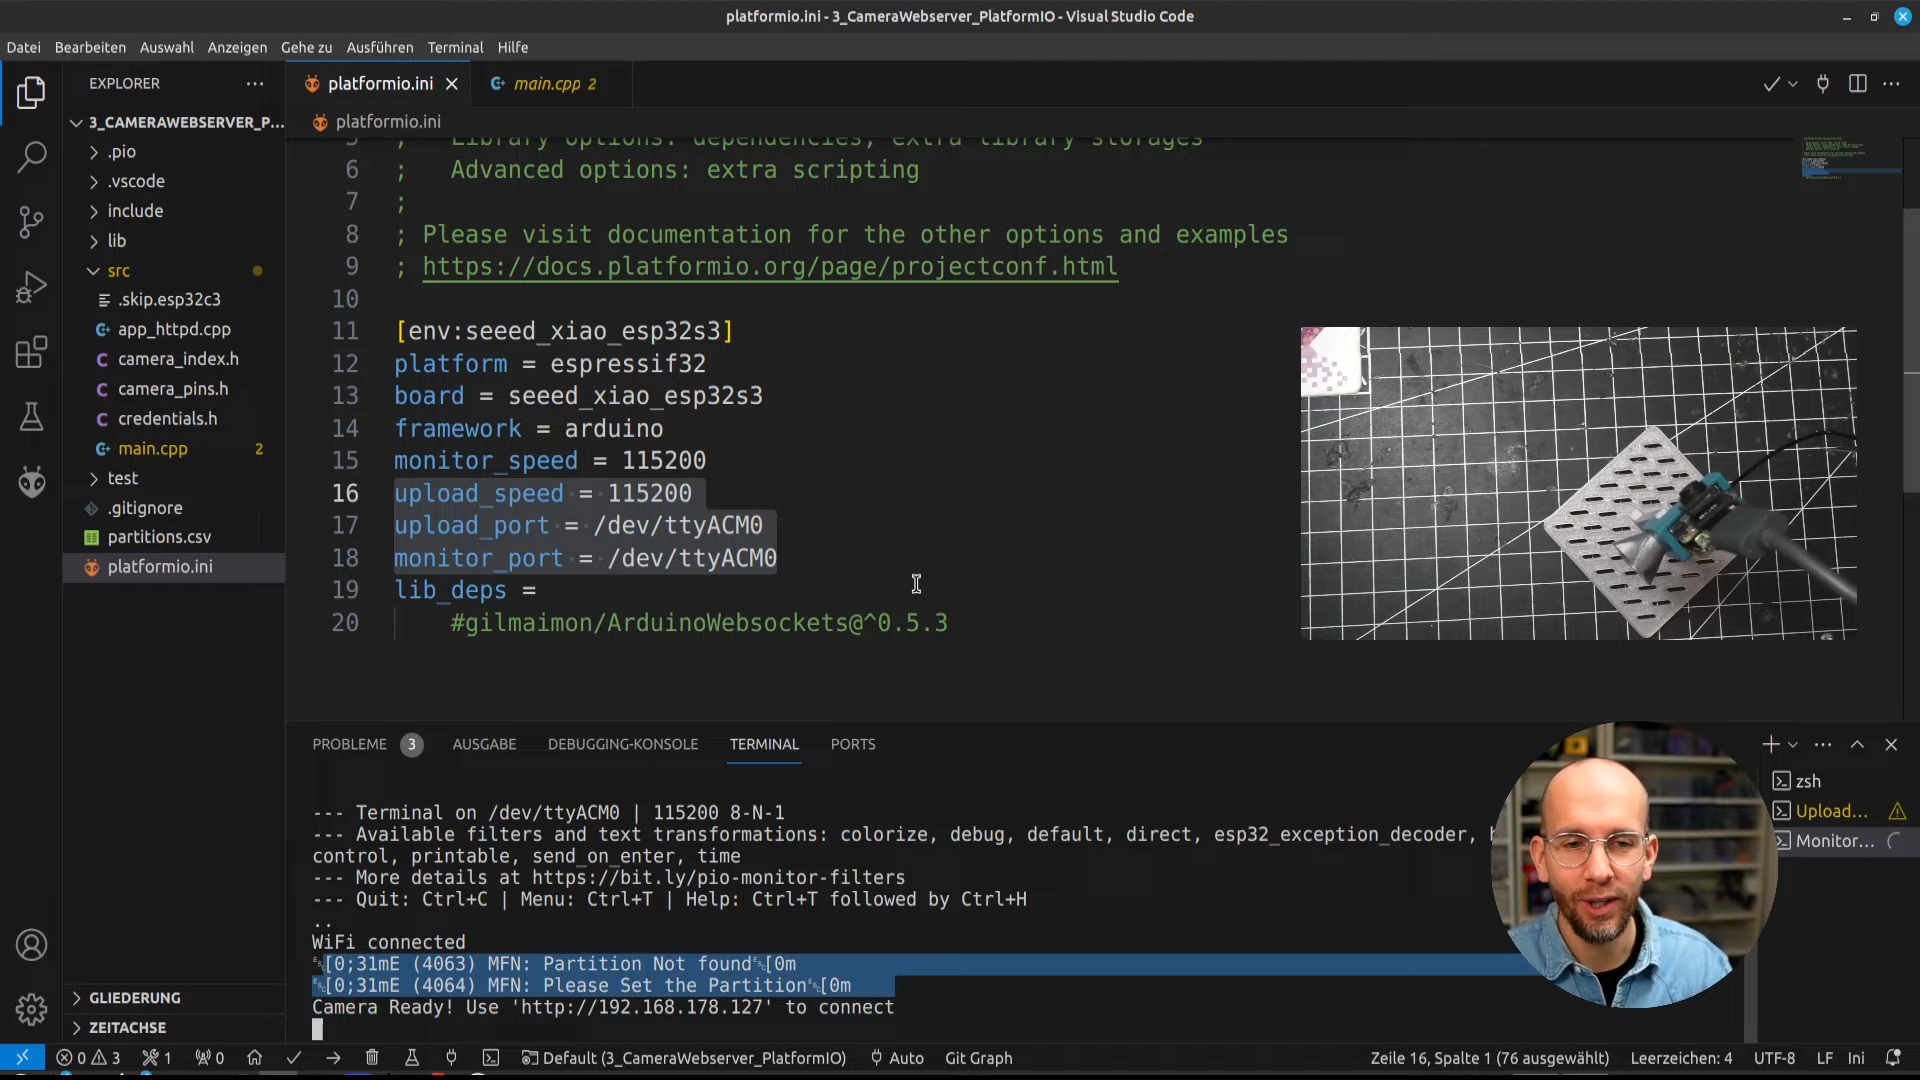 platformio.ini - 3_CameraWebserver_PlatformIO - Visual Studio Code
Datei Bearbeiten Auswahl Anzeigen Gehe zu Ausführen Terminal Hilfe
EXPLORER
platformio.ini
main.cpp 2
3_CAMERAWEBSERVER_P...
platformio.ini
.pio
.vscode
include
lib
src
.skip.esp32c3
app_httpd.cpp
camera_index.h
camera_pins.h
credentials.h
main.cpp 2
test
.gitignore
partitions.csv
platformio.ini
GLIEDERUNG
ZEITACHSE
5 ; Library options: dependencies, extra library storages
6 ; Advanced options: extra scripting
7 ;
8 ; Please visit documentation for the other options and examples
9 ; https://docs.platformio.org/page/projectconf.html
10
11 [env:seeed_xiao_esp32s3]
12 platform = espressif32
13 board = seeed_xiao_esp32s3
14 framework = arduino
15 monitor_speed = 115200
16 upload_speed = 115200
17 upload_port = /dev/ttyACM0
18 monitor_port = /dev/ttyACM0
19 lib_deps =
20 #gilmaimon/ArduinoWebsockets@^0.5.3
PROBLEME 3 AUSGABE DEBUGGING-KONSOLE TERMINAL PORTS
--- Terminal on /dev/ttyACM0 | 115200 8-N-1
--- Available filters and text transformations: colorize, debug, default, direct, esp32_exception_decoder,
control, printable, send_on_enter, time
--- More details at https://bit.ly/pio-monitor-filters
--- Quit: Ctrl+C | Menu: Ctrl+T | Help: Ctrl+T followed by Ctrl+H
..
WiFi connected
[0;31mE (4063) MFN: Partition Not found[0m
[0;31mE (4064) MFN: Please Set the Partition[0m
Camera Ready! Use 'http://192.168.178.127' to connect
zsh
Upload...
Monitor...
0 3 1 0 Default (3_CameraWebserver_PlatformIO) Auto Git Graph Zeile 16, Spalte 1 (76 ausgewählt) Leerzeichen: 4 UTF-8 LF Ini